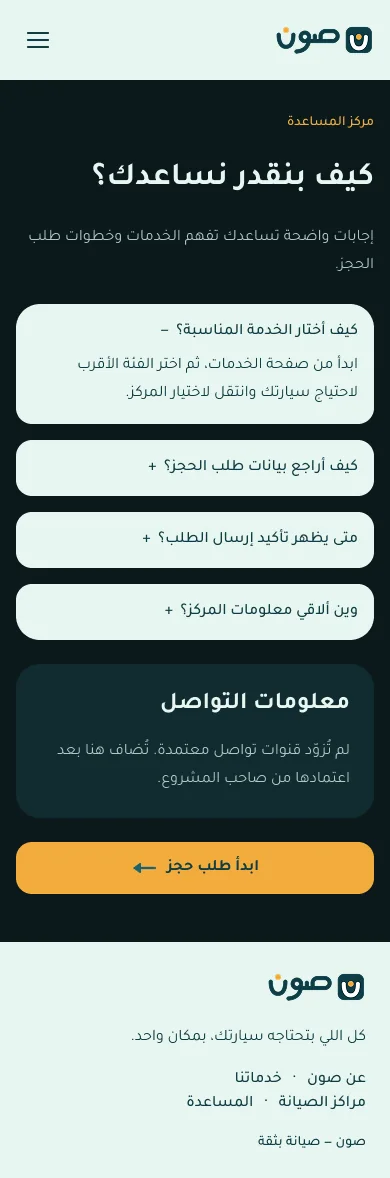 صون
مركز المساعدة
كيف بنقدر نساعدك؟
إجابات واضحة تساعدك تفهم الخدمات وخطوات طلب
الحجز.
كيف أختار الخدمة المناسبة؟ –
ابدأ من صفحة الخدمات، ثم اختر الفئة الأقرب
لاحتياج سيارتك وانتقل لاختيار المركز.
كيف أراجع بيانات طلب الحجز؟ +
متى يظهر تأكيد إرسال الطلب؟ +
وين ألاقي معلومات المركز؟ +
معلومات التواصل
لم تُزوّد قنوات تواصل معتمدة. تُضاف هنا بعد
اعتمادها من صاحب المشروع.
ابدأ طلب حجز ←
صون
كل اللي بتحتاجه سيارتك، بمكان واحد.
عن صون · خدماتنا
مراكز الصيانة · المساعدة
صون – صيانة بثقة